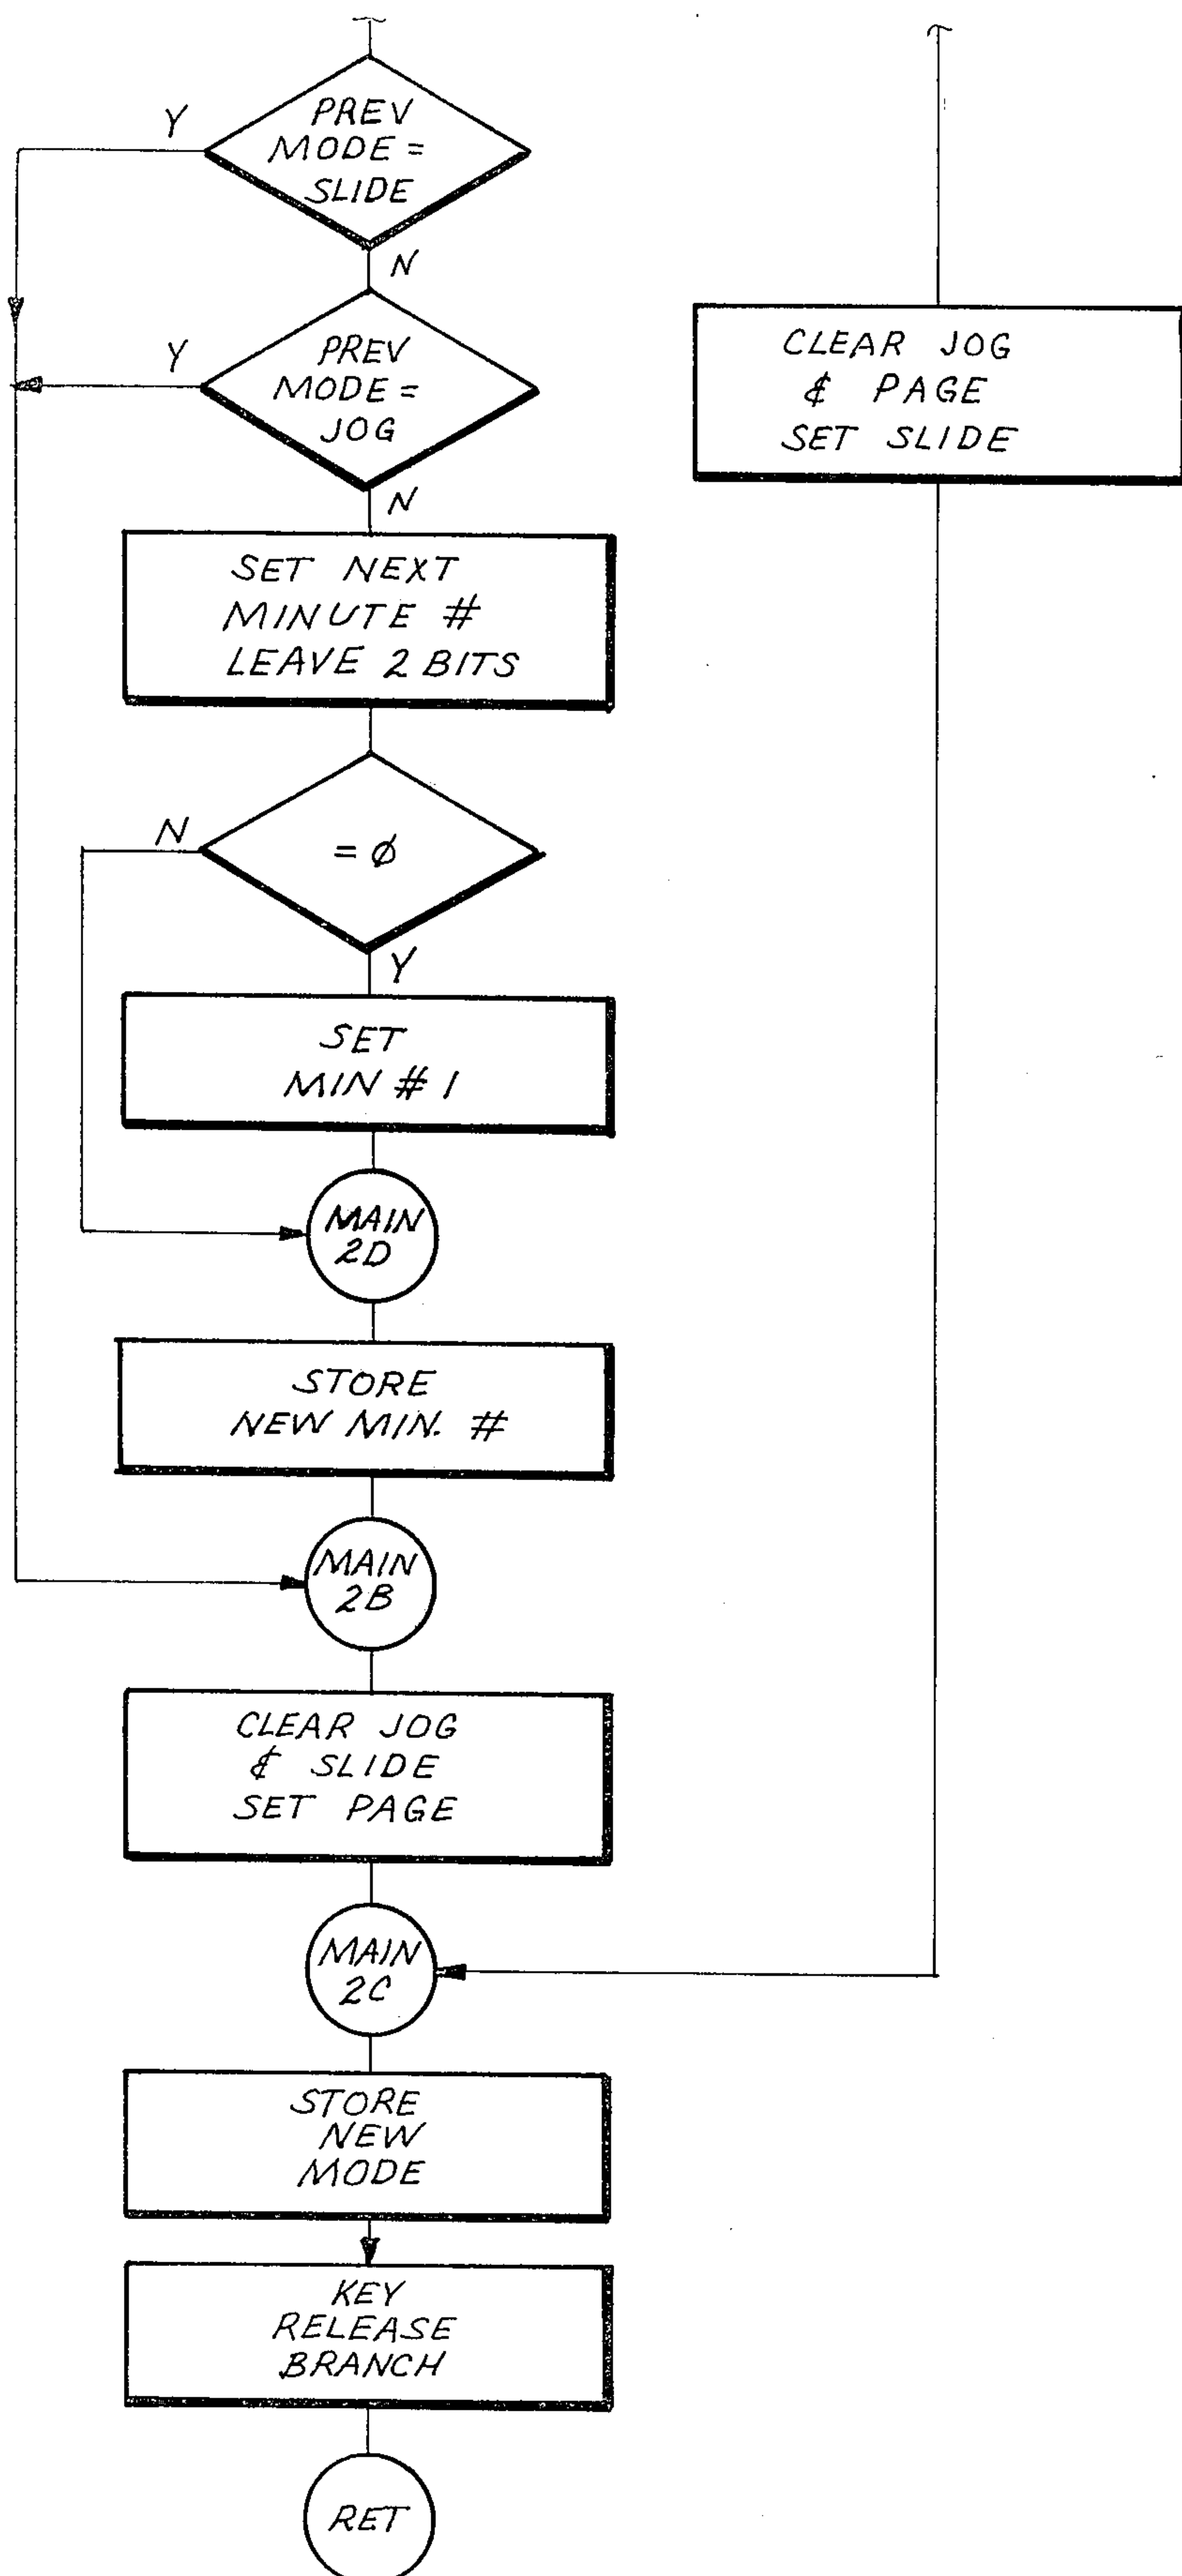 Y
PREV
MODE =
SLIDE
N
Y
PREV
MODE =
JOG
N
CLEAR JOG
& PAGE
SET SLIDE
SET NEXT
MINUTE #
LEAVE 2 BITS
N
= φ
Y
SET
MIN # 1
MAIN
2D
STORE
NEW MIN. #
MAIN
2B
CLEAR JOG
& SLIDE
SET PAGE
MAIN
2C
STORE
NEW
MODE
KEY
RELEASE
BRANCH
RET